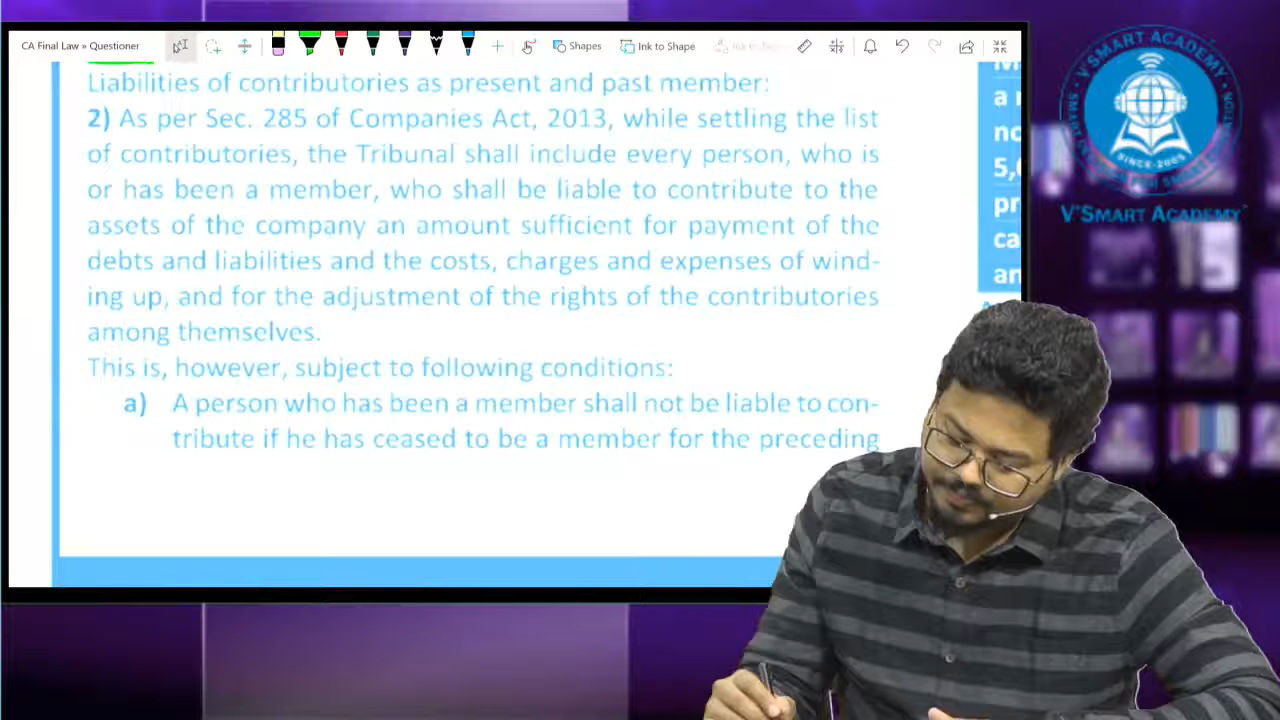 CA Final Law » Questioner
Shapes
Ink to Shape
Liabilities of contributories as present and past member:
2) As per Sec. 285 of Companies Act, 2013, while settling the list
of contributories, the Tribunal shall include every person, who is
or has been a member, who shall be liable to contribute to the
assets of the company an amount sufficient for payment of the
debts and liabilities and the costs, charges and expenses of wind-
ing up, and for the adjustment of the rights of the contributories
among themselves.
This is, however, subject to following conditions:
a) A person who has been a member shall not be liable to con-
tribute if he has ceased to be a member for the preceding
a
no
pr
ca
an
V'SMART ACADEMY
SINCE-2005
V'SMART ACADEMY